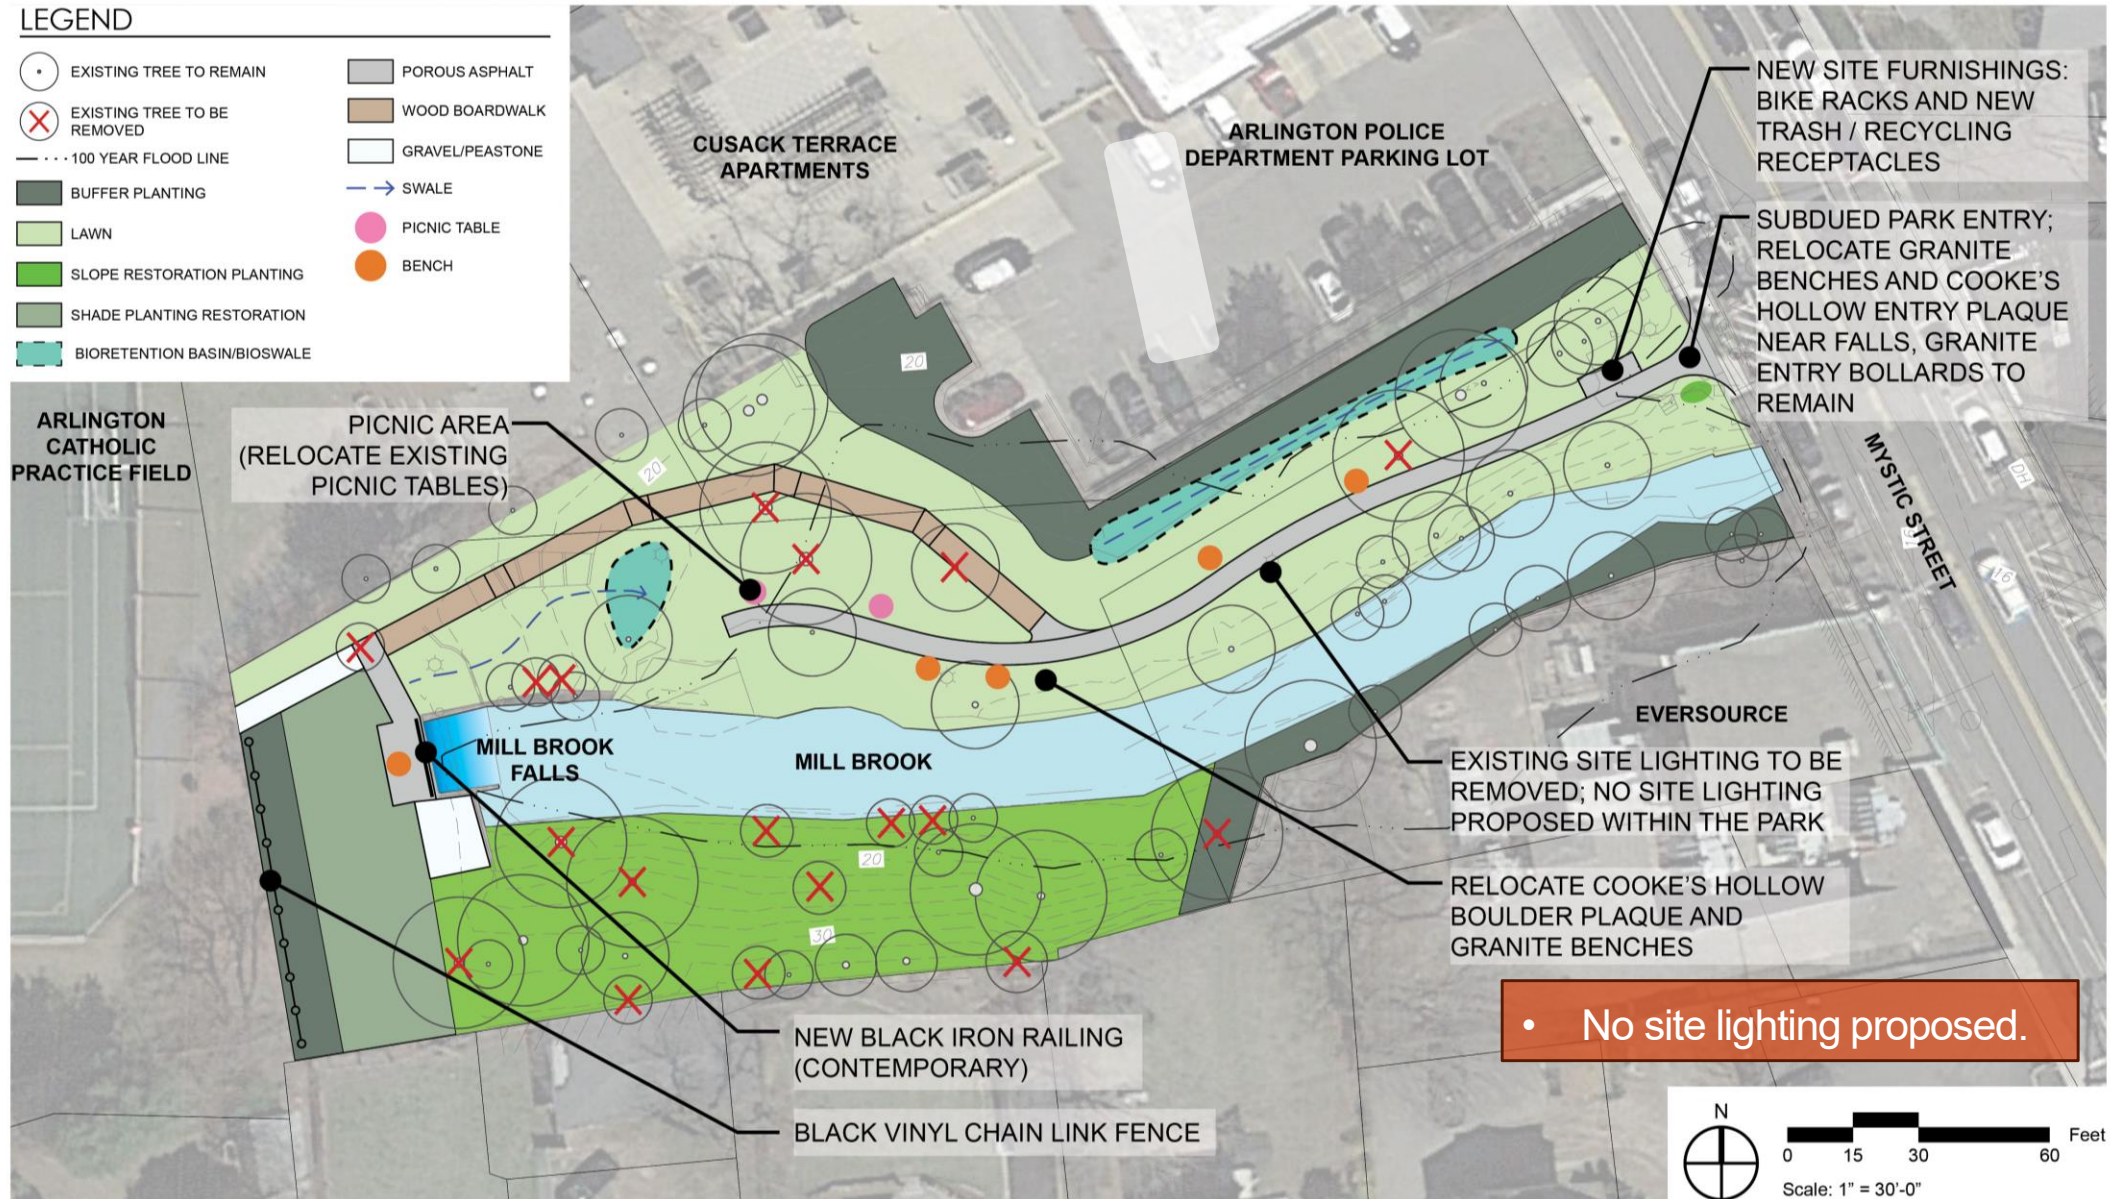 LEGEND
EXISTING TREE TO REMAIN
EXISTING TREE TO BE
REMOVED
100 YEAR FLOOD LINE
BUFFER PLANTING
LAWN
SLOPE RESTORATION PLANTING
SHADE PLANTING RESTORATION
BIORETENTION BASIN/BIOSWALE
POROUS ASPHALT
WOOD BOARDWALK
GRAVEL/PEASTONE
SWALE
PICNIC TABLE
BENCH
CUSACK TERRACE
APARTMENTS
ARLINGTON POLICE
DEPARTMENT PARKING LOT
NEW SITE FURNISHINGS:
BIKE RACKS AND NEW
TRASH / RECYCLING
RECEPTACLES
SUBDUED PARK ENTRY;
RELOCATE GRANITE
BENCHES AND COOKE'S
HOLLOW ENTRY PLAQUE
NEAR FALLS, GRANITE
ENTRY BOLLARDS TO
REMAIN
ARLINGTON
CATHOLIC
PRACTICE FIELD
PICNIC AREA
(RELOCATE EXISTING
PICNIC TABLES)
20
20
MYSTIC STREET
DH
16
MILL BROOK
FALLS
MILL BROOK
EVERSOURCE
EXISTING SITE LIGHTING TO BE
REMOVED; NO SITE LIGHTING
PROPOSED WITHIN THE PARK
20
30
RELOCATE COOKE'S HOLLOW
BOULDER PLAQUE AND
GRANITE BENCHES
• No site lighting proposed.
NEW BLACK IRON RAILING
(CONTEMPORARY)
BLACK VINYL CHAIN LINK FENCE
N
Feet
0 15 30 60
Scale: 1" = 30'-0"